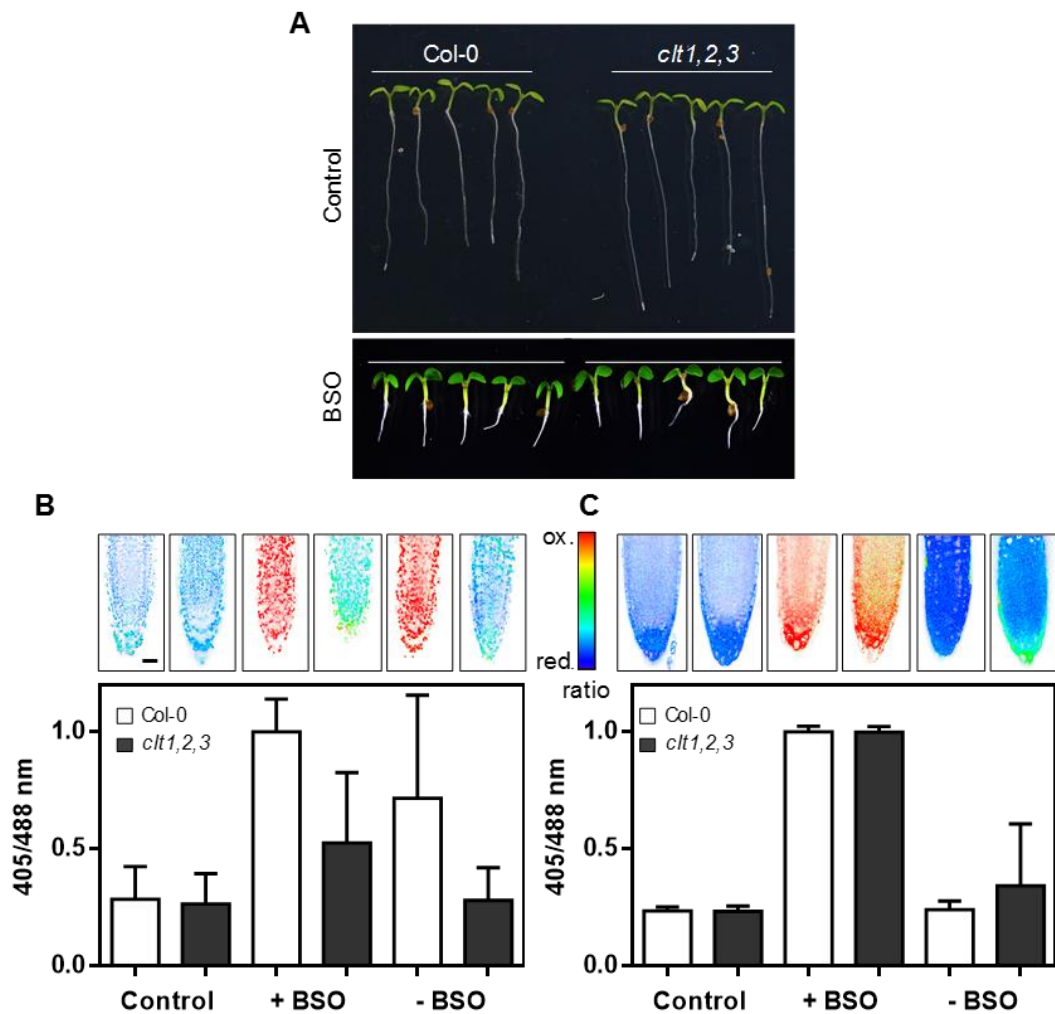 A
Col-0 clt1,2,3
Control
BSO
B
C
ox.
red.
ratio
Col-0
clt1,2,3
405/488 nm
1.0
0.5
0.0
Control + BSO - BSO
Col-0
clt1,2,3
405/488 nm
1.0
0.5
0.0
Control + BSO - BSO